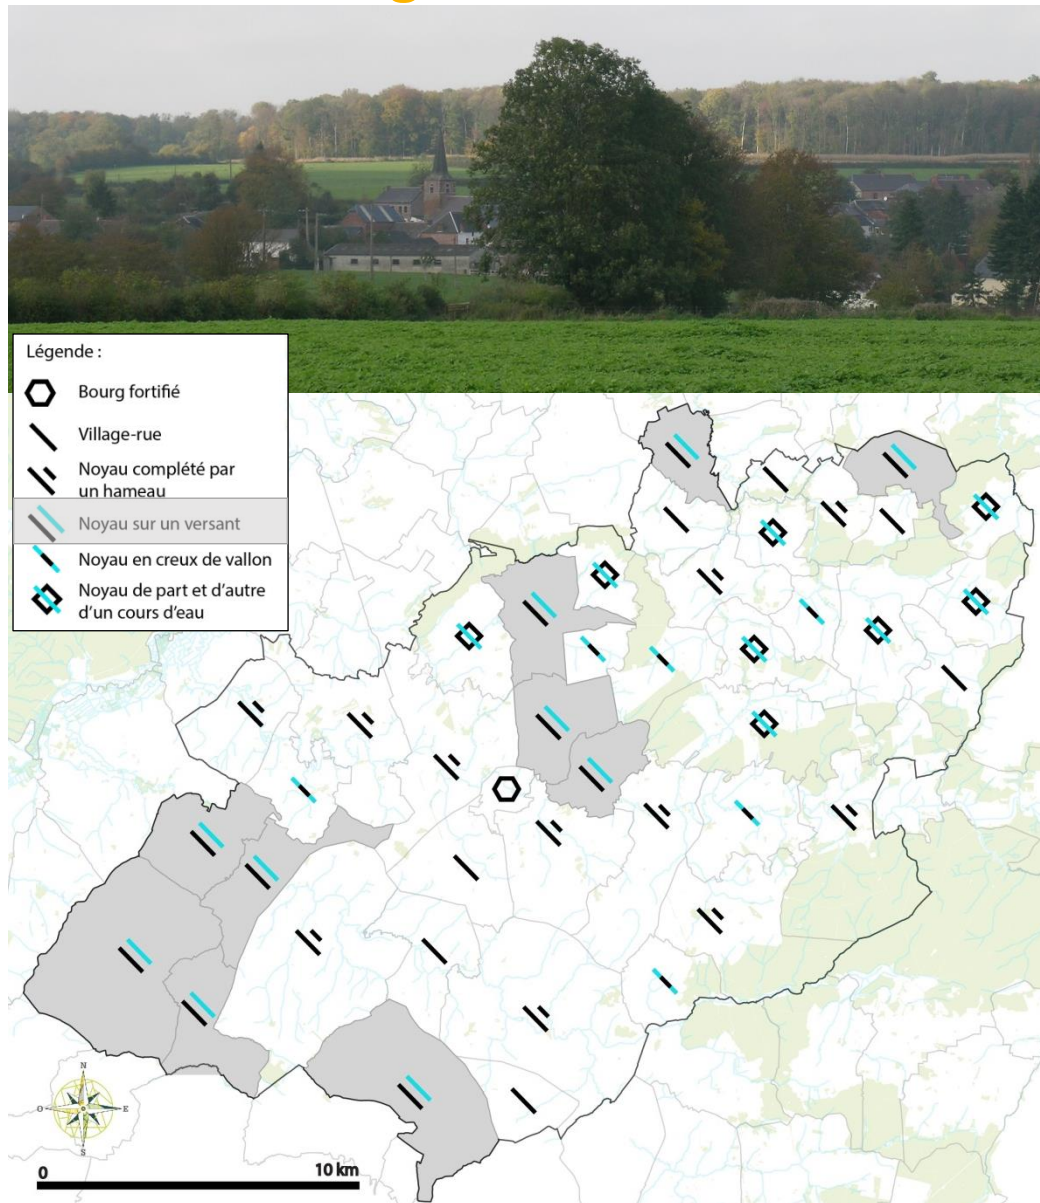 Légende :
Bourg fortifié
Village-rue
Noyau complété par
un hameau
Noyau sur un versant
Noyau en creux de vallon
Noyau de part et d'autre
d'un cours d'eau
N
O
E
S
0
10 km